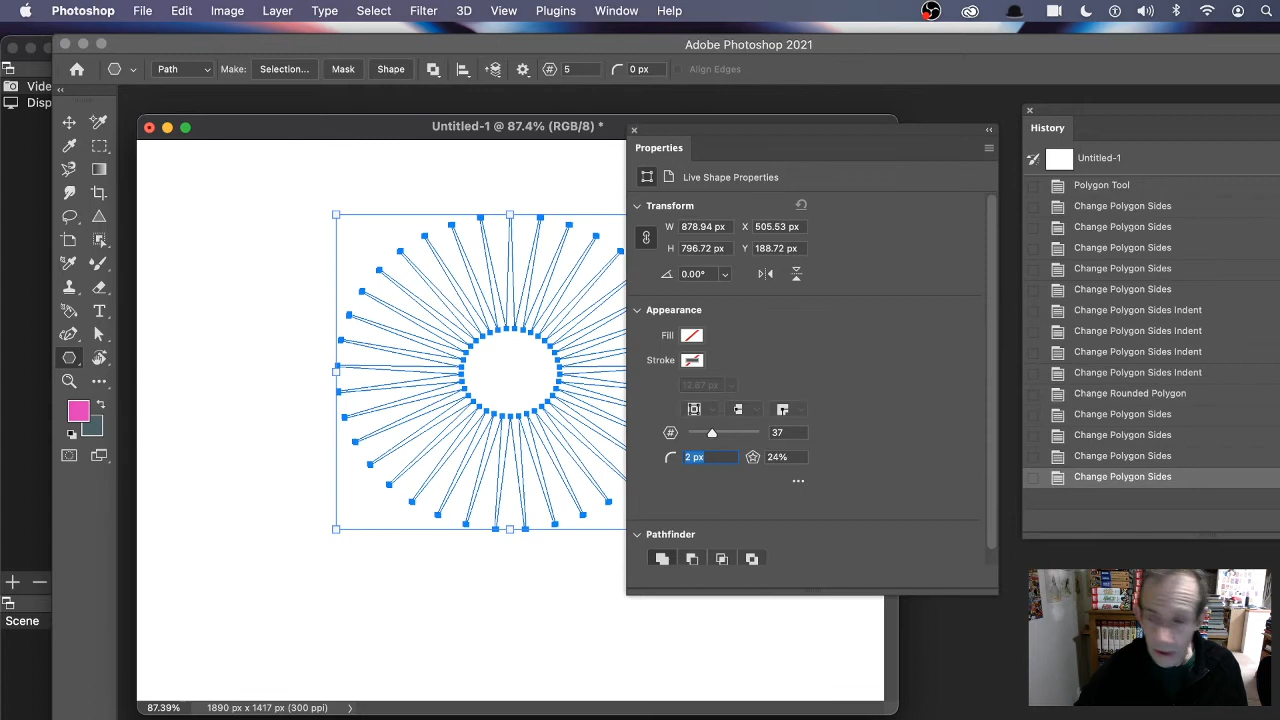 Photoshop File Edit Image Layer Type Select Filter 3D View Plugins Window Help
Adobe Photoshop 2021
Path Make: Selection... Mask Shape 5 0 px Align Edges
Vide
Disp
Untitled-1 @ 87.4% (RGB/8) *
Properties
Live Shape Properties
Transform
W 878.94 px X 505.53 px
H 796.72 px Y 188.72 px
0.00°
Appearance
Fill
Stroke
12.87 px
37
2 px 24%
Pathfinder
History
Untitled-1
Polygon Tool
Change Polygon Sides
Change Polygon Sides
Change Polygon Sides
Change Polygon Sides
Change Polygon Sides
Change Polygon Sides Indent
Change Polygon Sides Indent
Change Polygon Sides Indent
Change Polygon Sides Indent
Change Rounded Polygon
Change Polygon Sides
Change Polygon Sides
Change Polygon Sides
Change Polygon Sides
Scene
87.39% 1890 px x 1417 px (300 ppi)